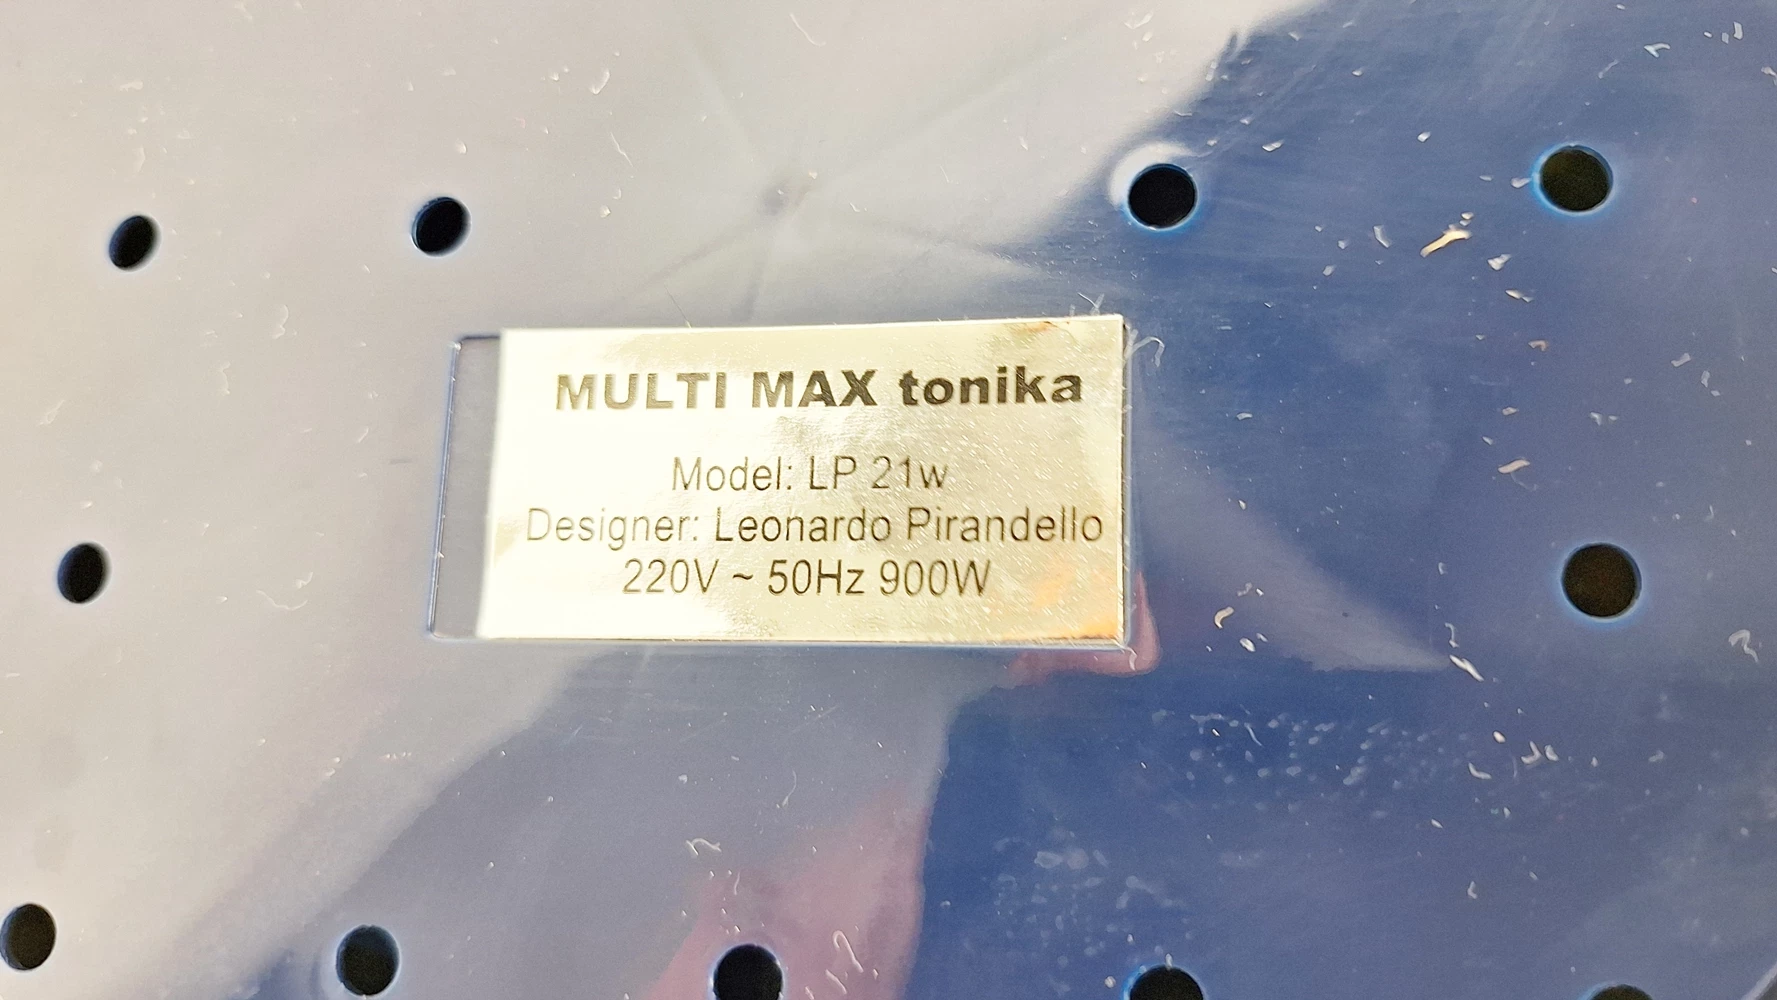 MULTI MAX tonika
Model: LP 21w
Designer: Leonardo Pirandello
220V ~ 50Hz 900W